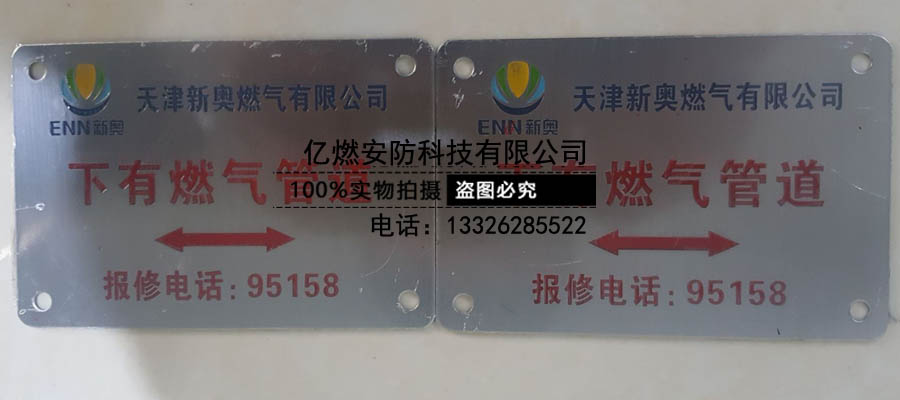 天津新奥燃气有限公司
ENN新奥
下有燃气管道
报修电话：95158
天津新奥燃气有限公司
ENN新奥
有燃气管道
报修电话：95158
亿燃安防科技有限公司
100%实物拍摄 盗图必究
电话：13326285522